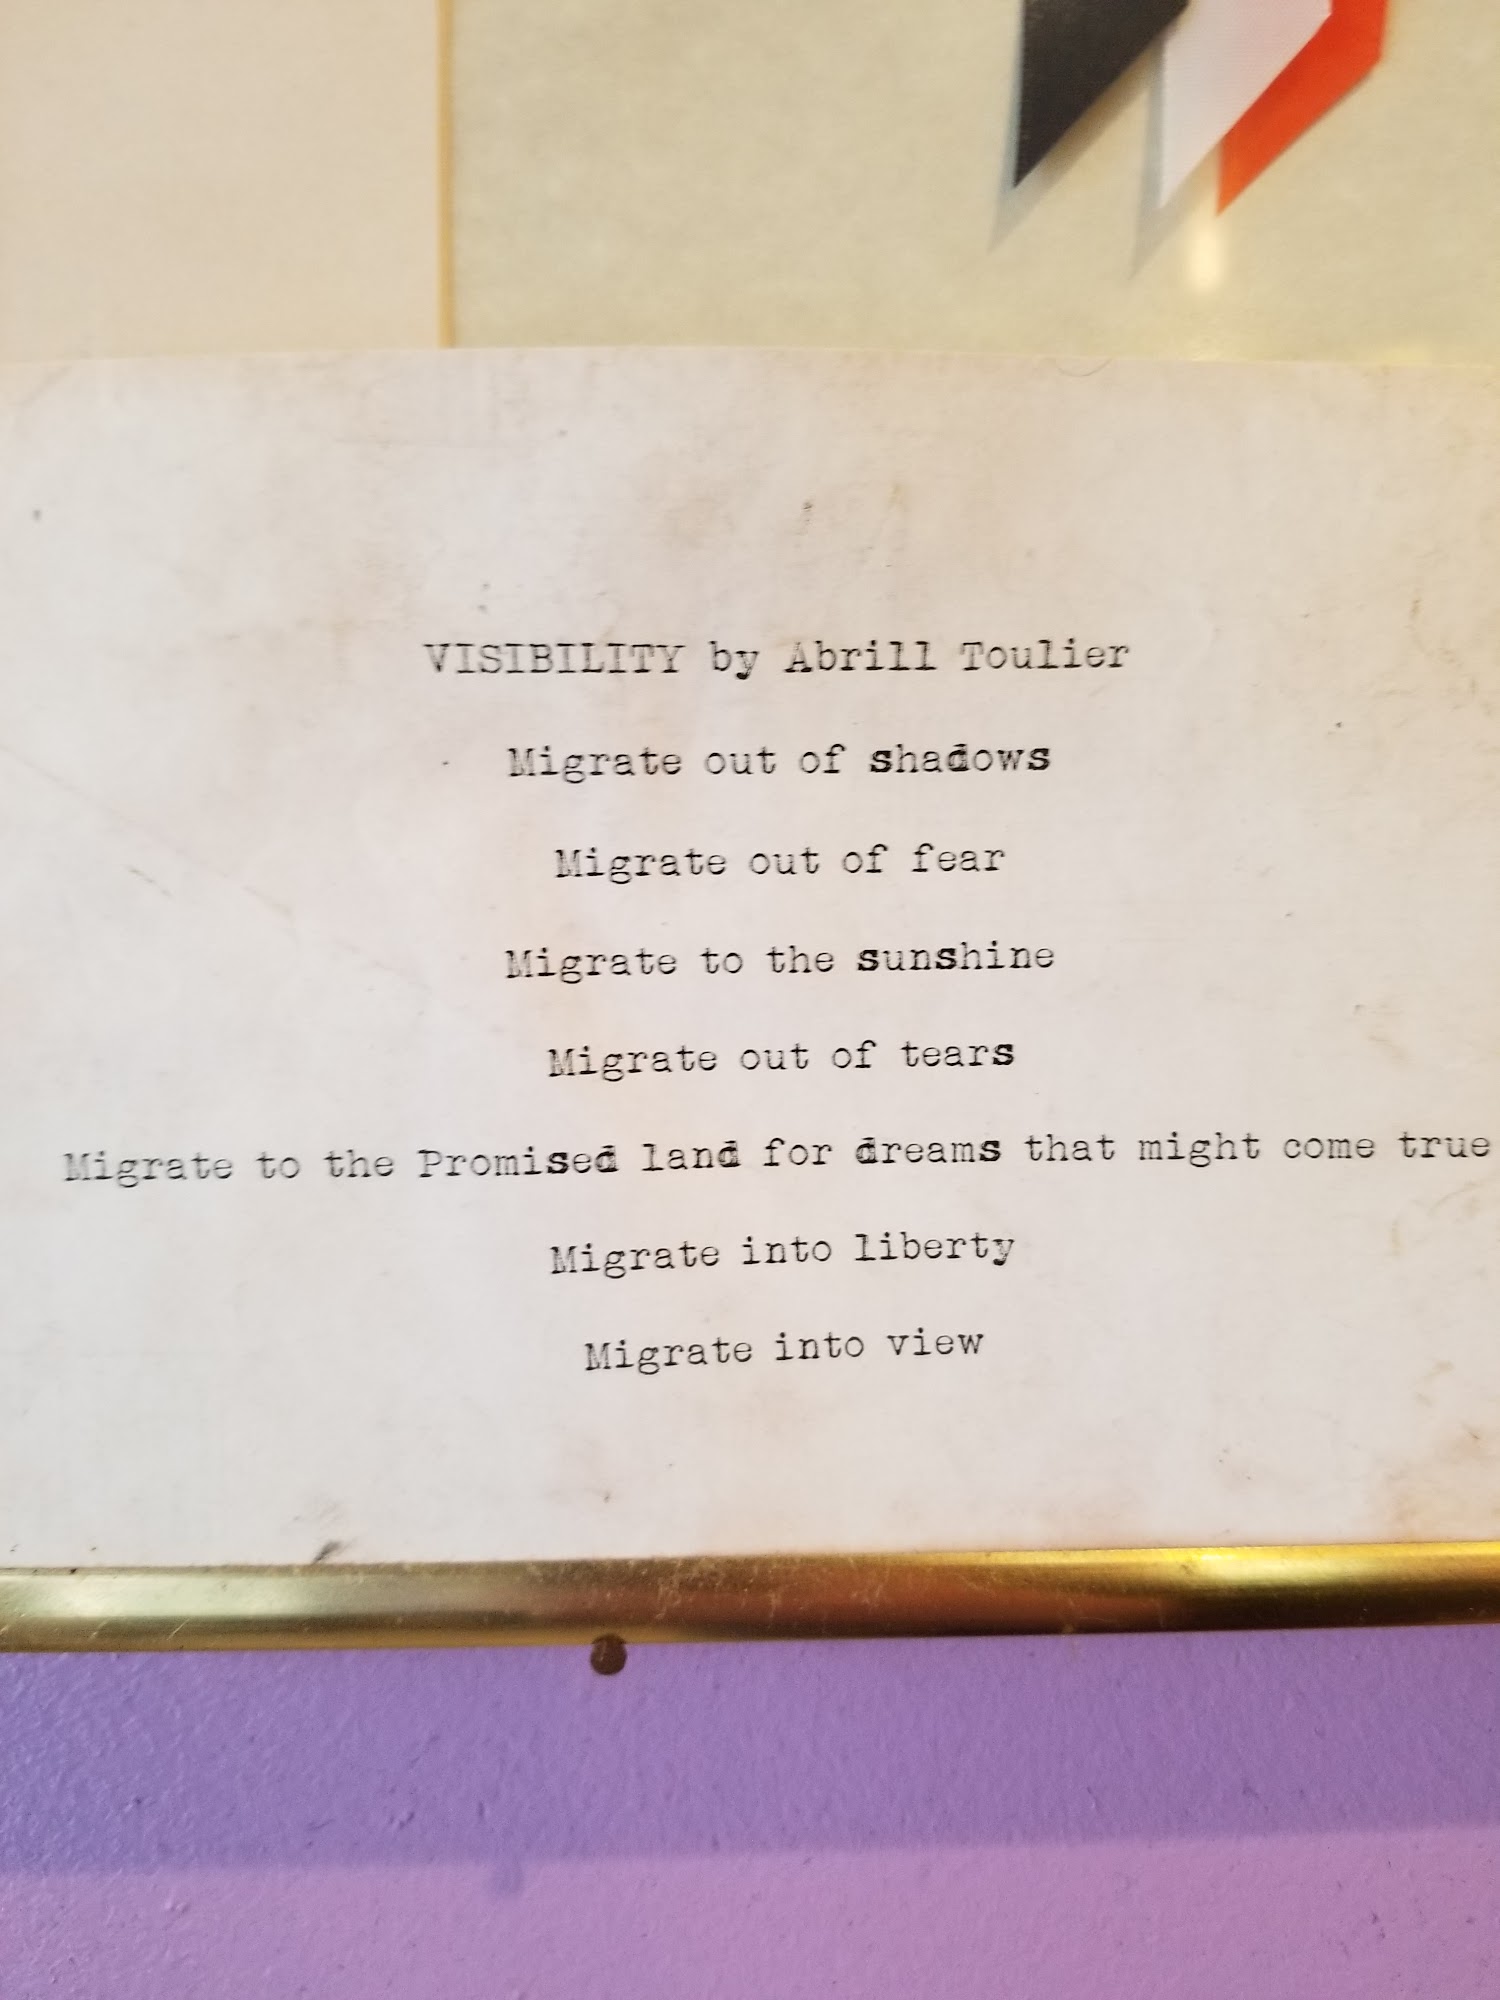 VISIBILITY by Abrill Toulier
Migrate out of shadows
Migrate out of fear
Migrate to the sunshine
Migrate out of tears
Migrate to the Promised land for dreams that might come true
Migrate into liberty
Migrate into view